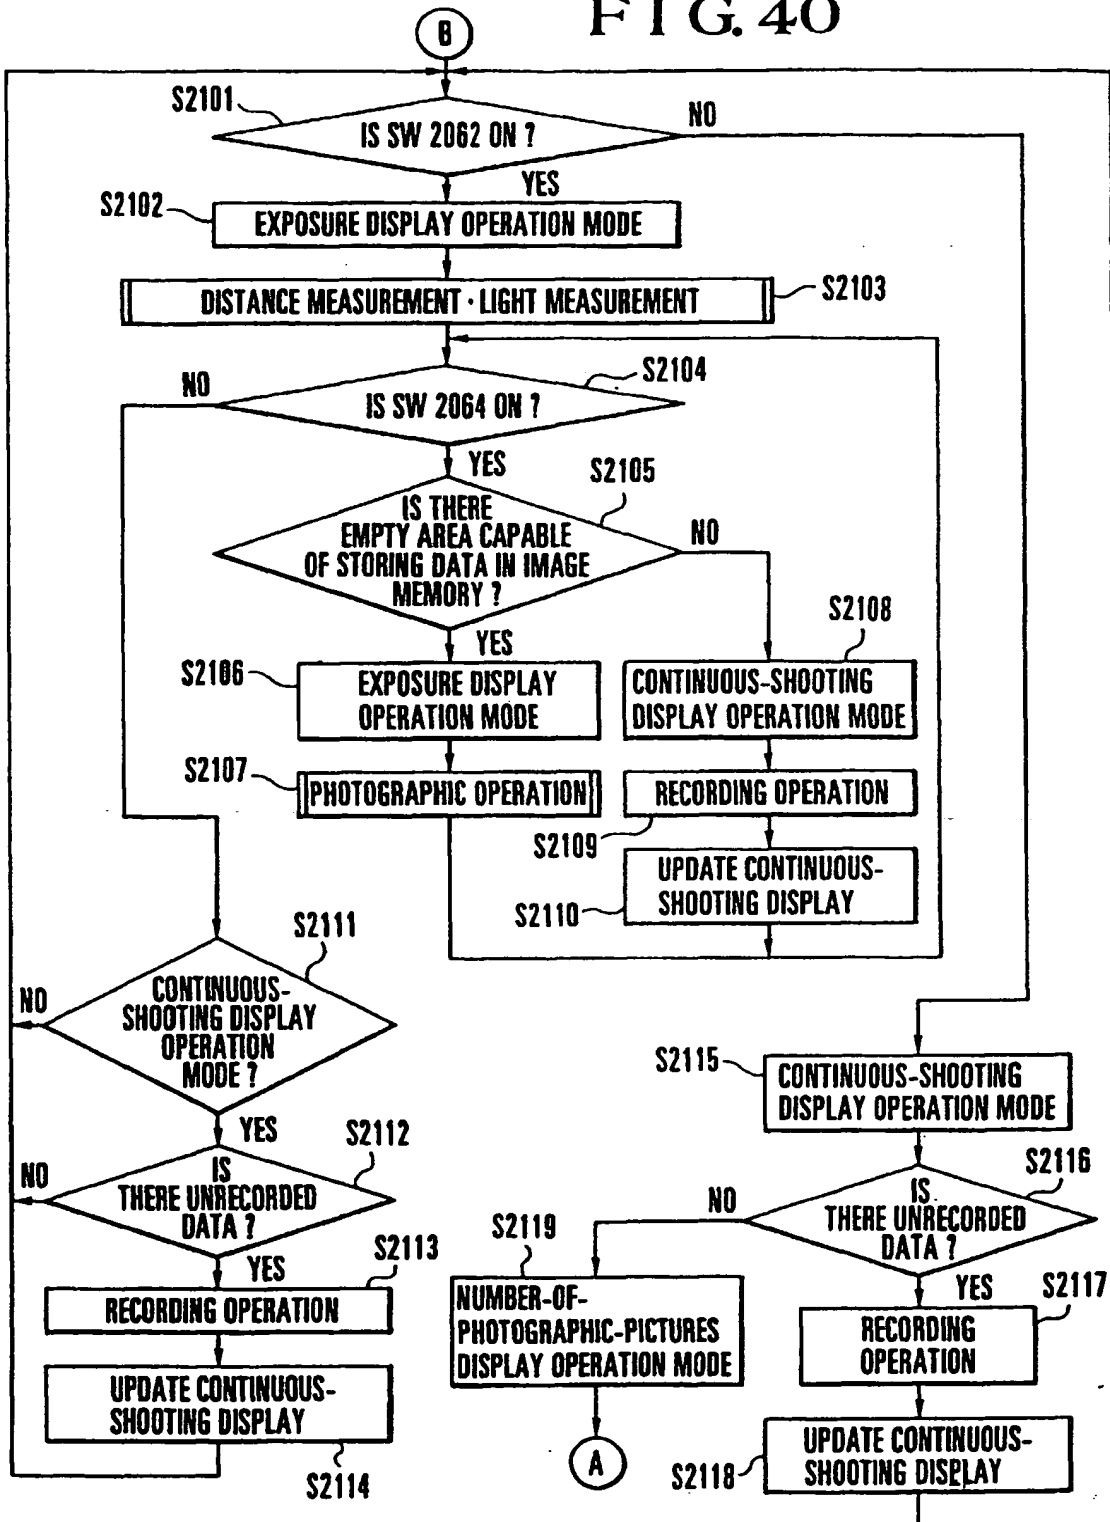 FIG. 40
B
S2101
IS SW 2062 ON ?
NO
YES
S2102
EXPOSURE DISPLAY OPERATION MODE
DISTANCE MEASUREMENT · LIGHT MEASUREMENT
S2103
S2104
NO
IS SW 2064 ON ?
YES
S2105
IS THERE
EMPTY AREA CAPABLE
OF STORING DATA IN IMAGE
MEMORY ?
NO
YES
S2106
EXPOSURE DISPLAY
OPERATION MODE
S2108
CONTINUOUS-SHOOTING
DISPLAY OPERATION MODE
S2107
PHOTOGRAPHIC OPERATION
RECORDING OPERATION
S2109
UPDATE CONTINUOUS-
SHOOTING DISPLAY
S2110
S2111
CONTINUOUS-
SHOOTING DISPLAY
OPERATION
MODE ?
NO
YES
S2112
IS
THERE UNRECORDED
DATA ?
NO
YES
S2113
RECORDING OPERATION
UPDATE CONTINUOUS-
SHOOTING DISPLAY
S2114
S2115
CONTINUOUS-SHOOTING
DISPLAY OPERATION MODE
S2116
IS
THERE UNRECORDED
DATA ?
NO
YES
S2119
NUMBER-OF-
PHOTOGRAPHIC-PICTURES
DISPLAY OPERATION MODE
A
S2117
RECORDING
OPERATION
S2118
UPDATE CONTINUOUS-
SHOOTING DISPLAY